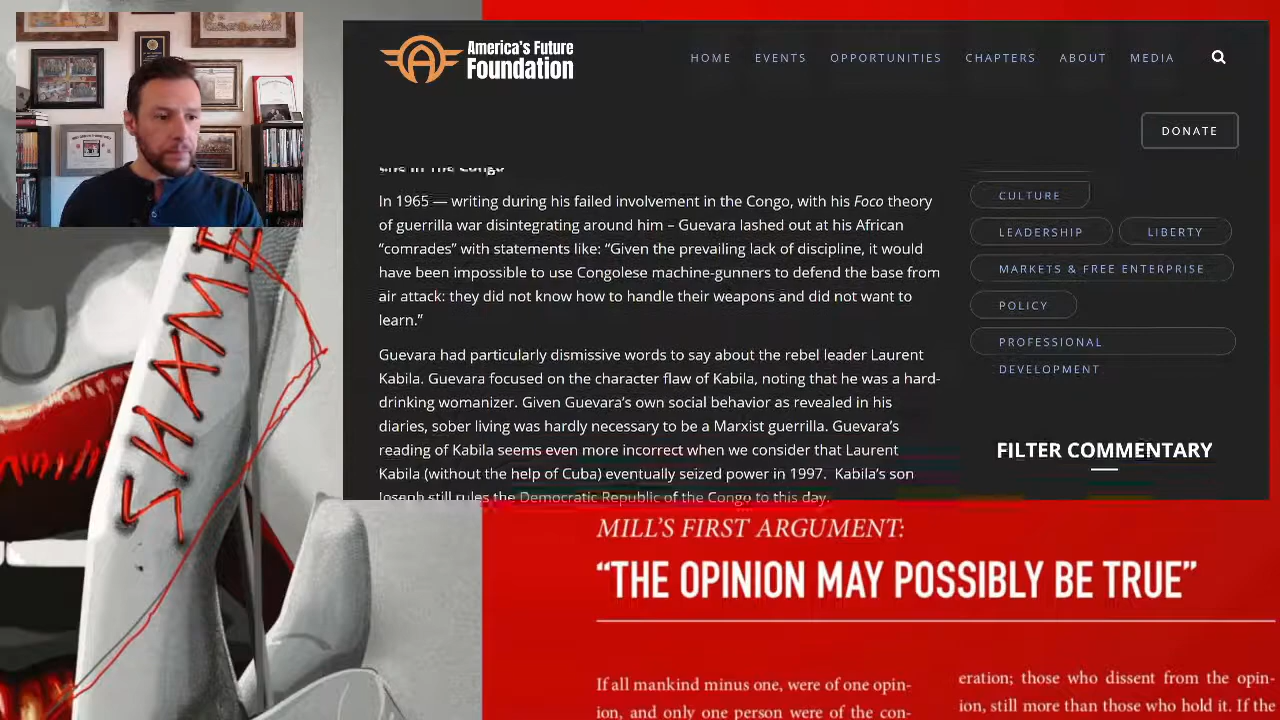 America's Future
Foundation
HOME EVENTS OPPORTUNITIES CHAPTERS ABOUT MEDIA
DONATE
In 1965 — writing during his failed involvement in the Congo, with his Foco theory
of guerrilla war disintegrating around him – Guevara lashed out at his African
“comrades” with statements like: “Given the prevailing lack of discipline, it would
have been impossible to use Congolese machine-gunners to defend the base from
air attack: they did not know how to handle their weapons and did not want to
learn.”
Guevara had particularly dismissive words to say about the rebel leader Laurent
Kabila. Guevara focused on the character flaw of Kabila, noting that he was a hard-
drinking womanizer. Given Guevara’s own social behavior as revealed in his
diaries, sober living was hardly necessary to be a Marxist guerrilla. Guevara’s
reading of Kabila seems even more incorrect when we consider that Laurent
Kabila (without the help of Cuba) eventually seized power in 1997. Kabila’s son
Joseph still rules the Democratic Republic of the Congo to this day.
CULTURE
LEADERSHIP LIBERTY
MARKETS & FREE ENTERPRISE
POLICY
PROFESSIONAL
DEVELOPMENT
FILTER COMMENTARY
SHAME
MILL’S FIRST ARGUMENT:
“THE OPINION MAY POSSIBLY BE TRUE”
If all mankind minus one, were of one opin-
ion, and only one person were of the con-
eration; those who dissent from the opin-
ion, still more than those who hold it. If the